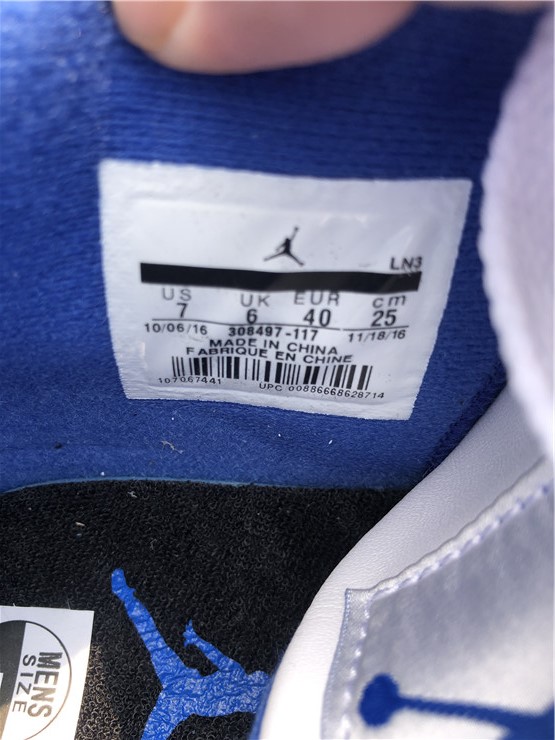 LN3
US UK EUR cm
7 6 40 25
10/06/16 308497-117 11/18/16
MADE IN CHINA
FABRIQUE EN CHINE
107067441 UPC 00886668628714
MENS
SIZE